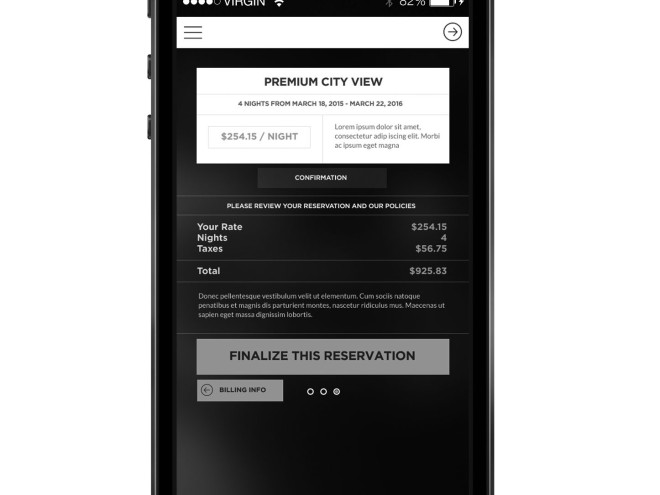 VIRGIN 82%
PREMIUM CITY VIEW
4 NIGHTS FROM MARCH 18, 2015 - MARCH 22, 2016
$254.15 / NIGHT
Lorem ipsum dolor sit amet,
consectetur adip iscing elit. Morbi
ac ipsum eget magna
CONFIRMATION
PLEASE REVIEW YOUR RESERVATION AND OUR POLICIES
Your Rate $254.15
Nights 4
Taxes $56.75
Total $925.83
Donec pellentesque vestibulum velit ut elementum. Cum sociis natoque
penatibus et magnis dis parturient montes, nascetur ridiculus mus. Maecenas ut
sapien eget massa dignissim lobortis.
FINALIZE THIS RESERVATION
BILLING INFO